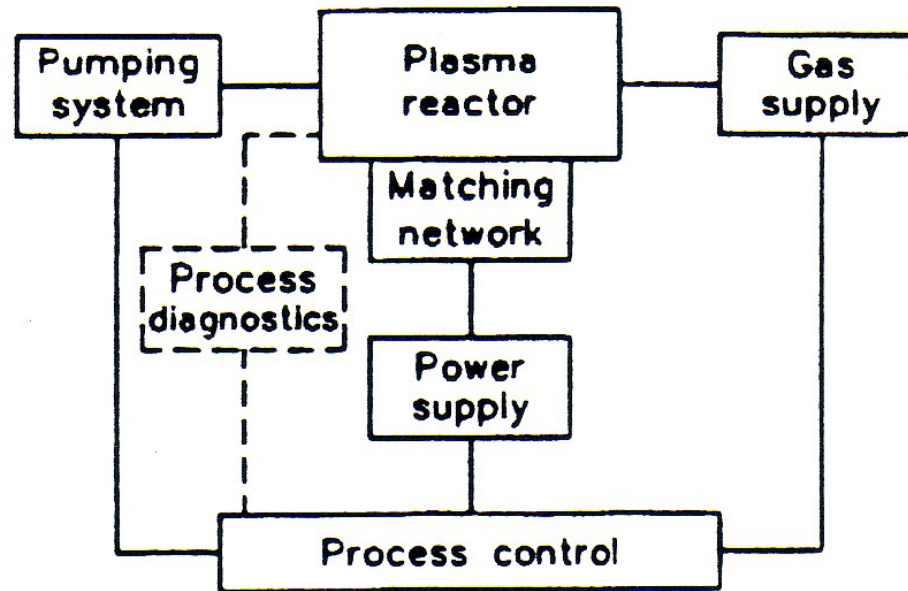 Pumping
system
Plasma
reactor
Gas
supply
Matching
network
Process
diagnostics
Power
supply
Process control